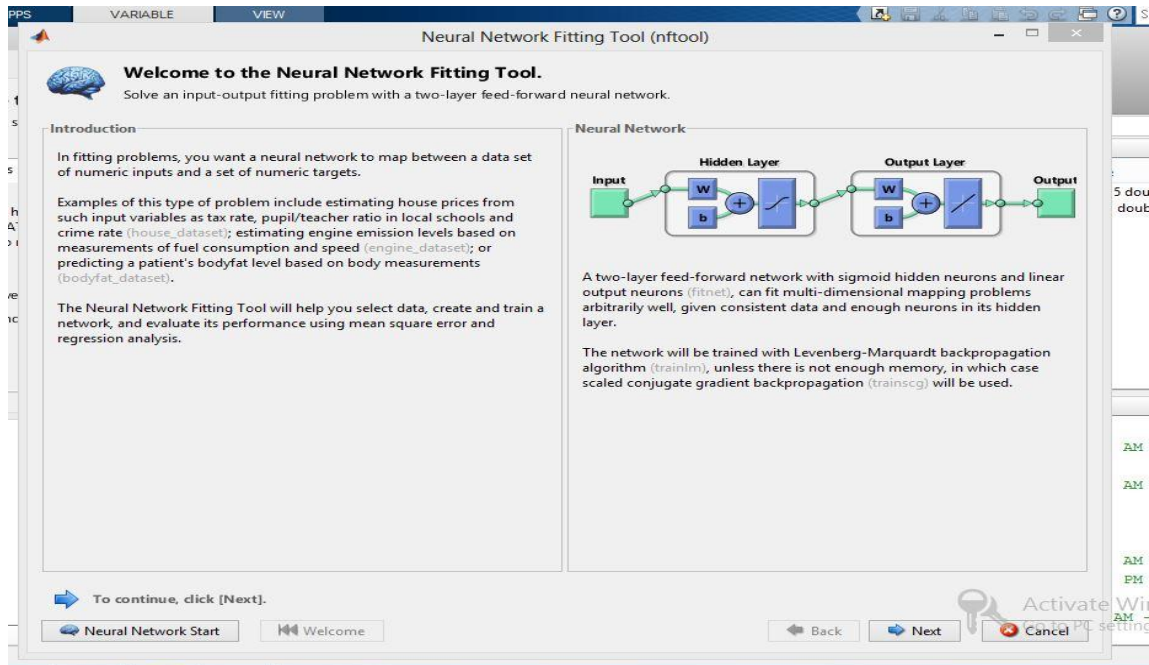 PPS VARIABLE VIEW
Neural Network Fitting Tool (nftool)
Welcome to the Neural Network Fitting Tool.
Solve an input-output fitting problem with a two-layer feed-forward neural network.
Introduction
In fitting problems, you want a neural network to map between a data set
of numeric inputs and a set of numeric targets.
Examples of this type of problem include estimating house prices from
such input variables as tax rate, pupil/teacher ratio in local schools and
crime rate (house_dataset); estimating engine emission levels based on
measurements of fuel consumption and speed (engine_dataset); or
predicting a patient's bodyfat level based on body measurements
(bodyfat_dataset).
The Neural Network Fitting Tool will help you select data, create and train a
network, and evaluate its performance using mean square error and
regression analysis.
Neural Network
Hidden Layer Output Layer
Input Output
W W
b b
A two-layer feed-forward network with sigmoid hidden neurons and linear
output neurons (fitnet), can fit multi-dimensional mapping problems
arbitrarily well, given consistent data and enough neurons in its hidden
layer.
The network will be trained with Levenberg-Marquardt backpropagation
algorithm (trainlm), unless there is not enough memory, in which case
scaled conjugate gradient backpropagation (trainscg) will be used.
5 dou
doub
AM
AM
AM
PM
AM -
To continue, click [Next].
Neural Network Start Welcome Back Next Cancel
Activate Wi
Go to PC setting